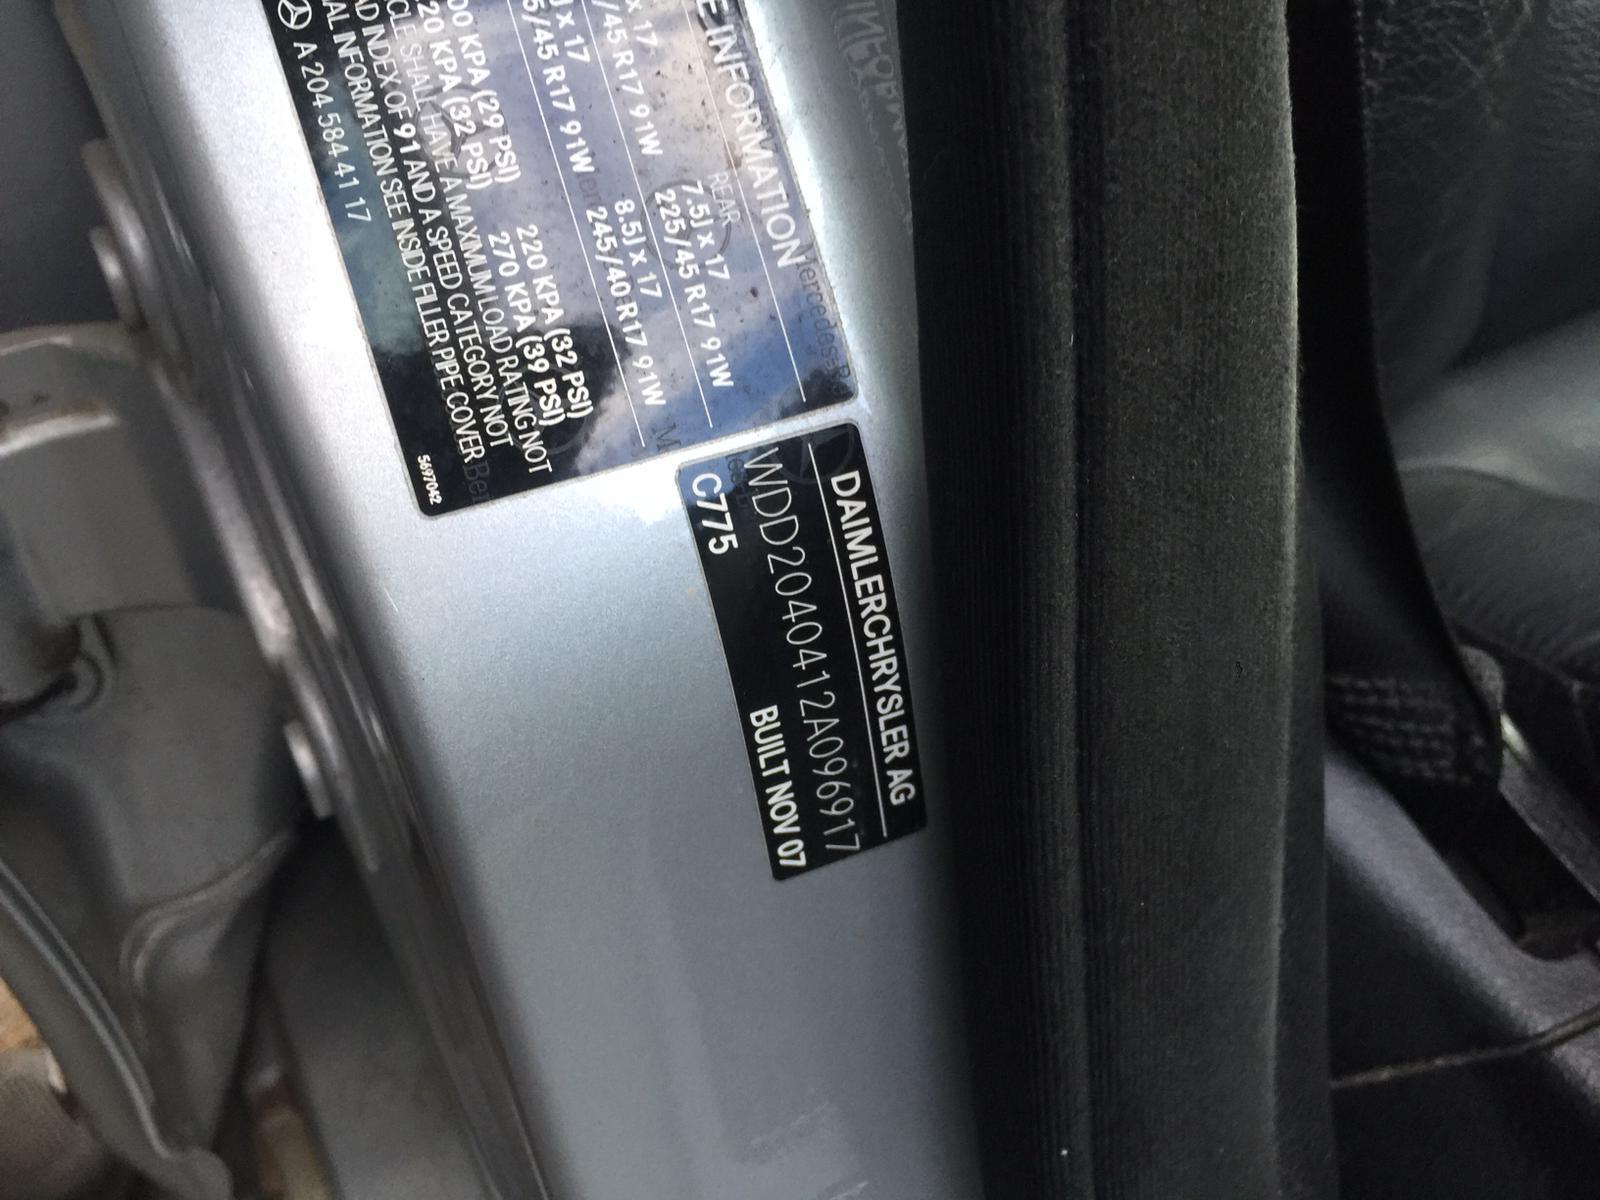 E INFORMATION
REAR
x 17 7.5J x 17
/45 R17 91W 225/45 R17 91W
J x 17 8.5J x 17
5/45 R17 91W 245/40 R17 91W
00 KPA (29 PSI) 220 KPA (32 PSI)
20 KPA (32 PSI) 270 KPA (39 PSI)
CLE SHALL HAVE A MAXIMUM LOAD RATING NOT
AD INDEX OF 91 AND A SPEED CATEGORY NOT
NAL INFORMATION SEE INSIDE FILLER PIPE COVER
A 204 584 41 17
5697042
DAIMLERCHRYSLER AG
WDD2040412A096917
C775 BUILT NOV 07